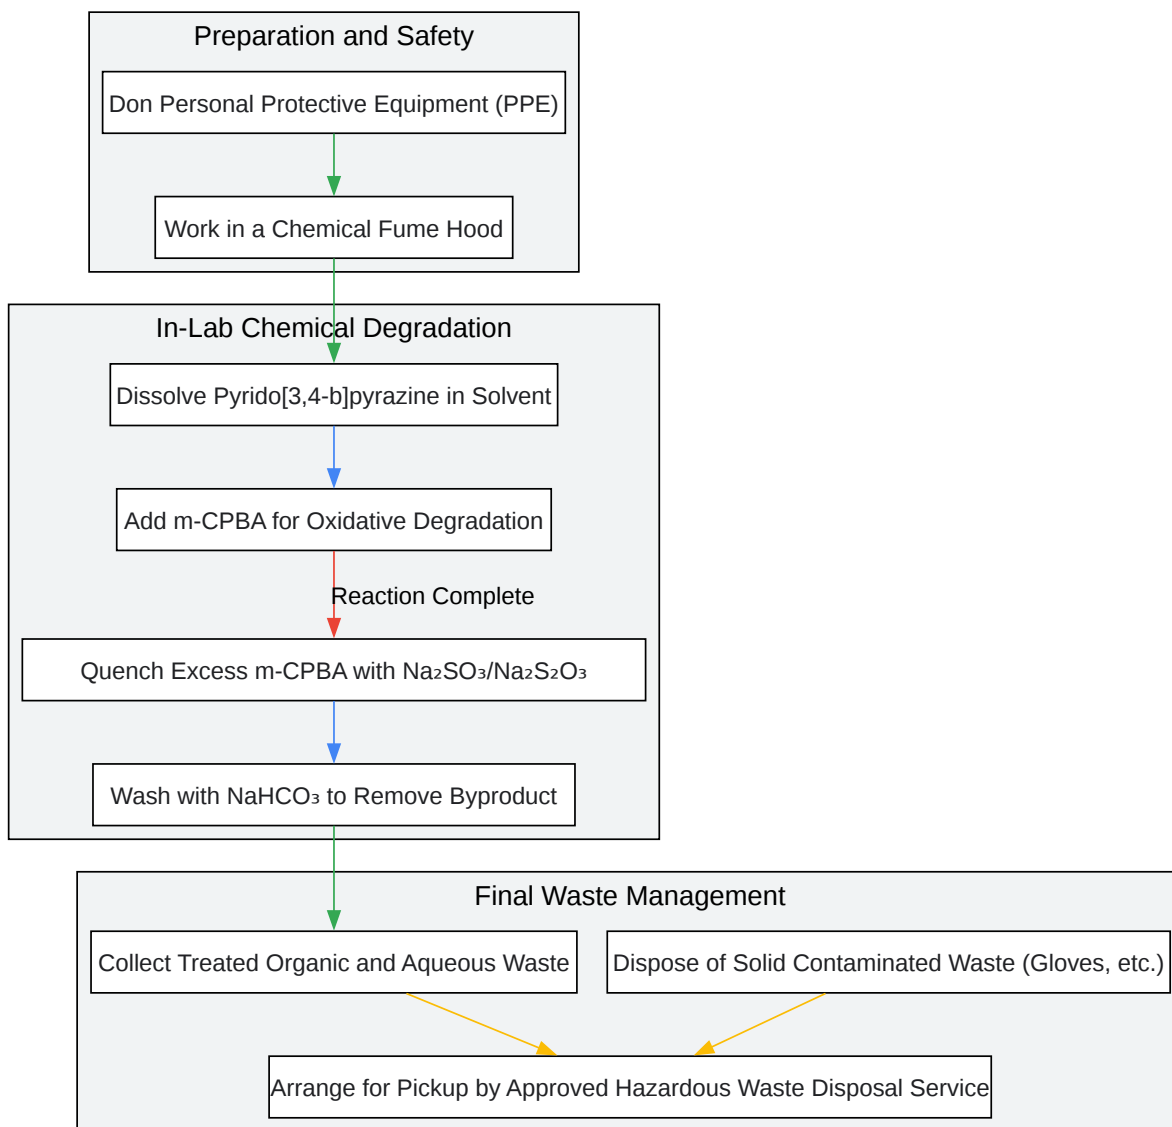 Preparation and Safety
Don Personal Protective Equipment (PPE)
Work in a Chemical Fume Hood
In-Lab Chemical Degradation
Dissolve Pyrido[3,4-b]pyrazine in Solvent
Add m-CPBA for Oxidative Degradation
Reaction Complete
Quench Excess m-CPBA with Na₂SO₃/Na₂S₂O₃
Wash with NaHCO₃ to Remove Byproduct
Final Waste Management
Collect Treated Organic and Aqueous Waste
Dispose of Solid Contaminated Waste (Gloves, etc.)
Arrange for Pickup by Approved Hazardous Waste Disposal Service